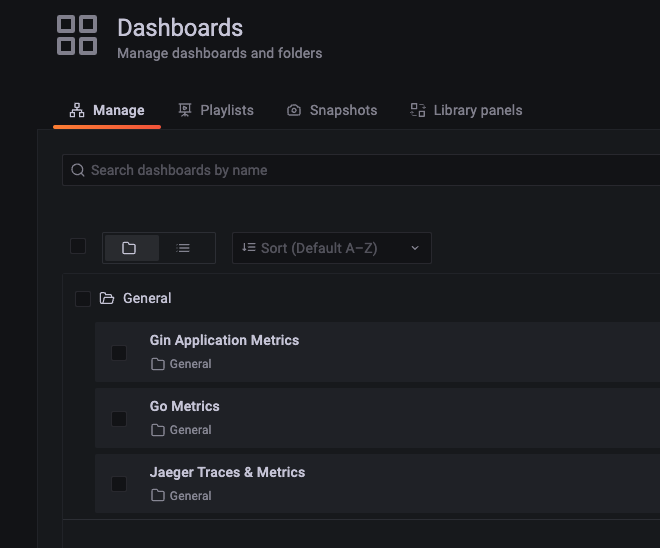 Dashboards
Manage dashboards and folders
Manage Playlists Snapshots Library panels
Search dashboards by name
Sort (Default A–Z)
General
Gin Application Metrics
General
Go Metrics
General
Jaeger Traces & Metrics
General